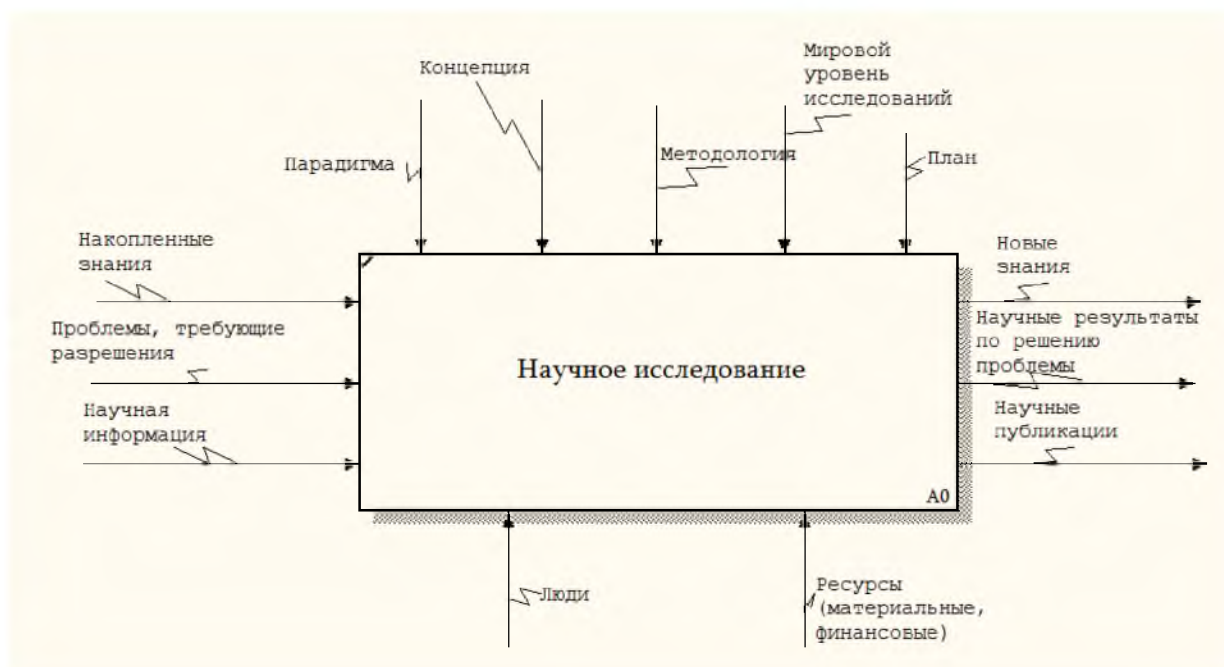 Концепция
Мировой
уровень
исследований
Парадигма
Методология
План
Накопленные
знания
Проблемы, требующие
разрешения
Научная
информация
Научное исследование
A0
Новые
знания
Научные результаты
по решению
проблемы
Научные
публикации
Люди
Ресурсы
(материальные,
финансовые)